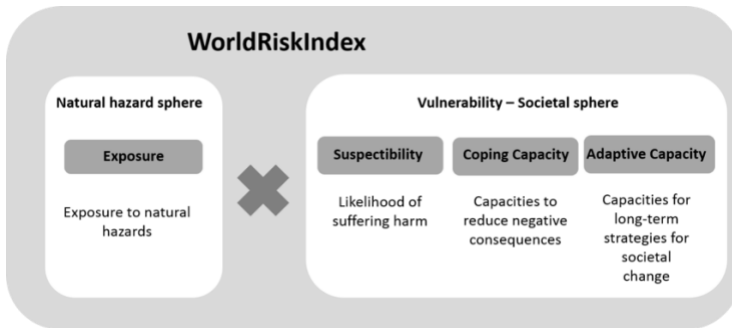 WorldRiskIndex
Natural hazard sphere
Exposure
Exposure to natural
hazards
Vulnerability – Societal sphere
Suspectibility
Likelihood of
suffering harm
Coping Capacity
Capacities to
reduce negative
consequences
Adaptive Capacity
Capacities for
long-term
strategies for
societal
change